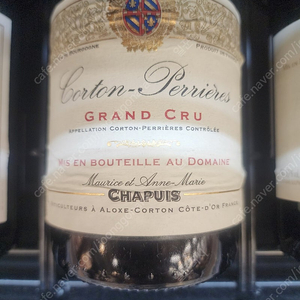 Corton-Perrières
GRAND CRU
APPELLATION CORTON-PERRIÈRES CONTRÔLÉE
MIS EN BOUTEILLE AU DOMAINE
Maurice et Anne-Marie
CHAPUIS
VITICULTEURS À ALOXE-CORTON CÔTE-D'OR FRANCE